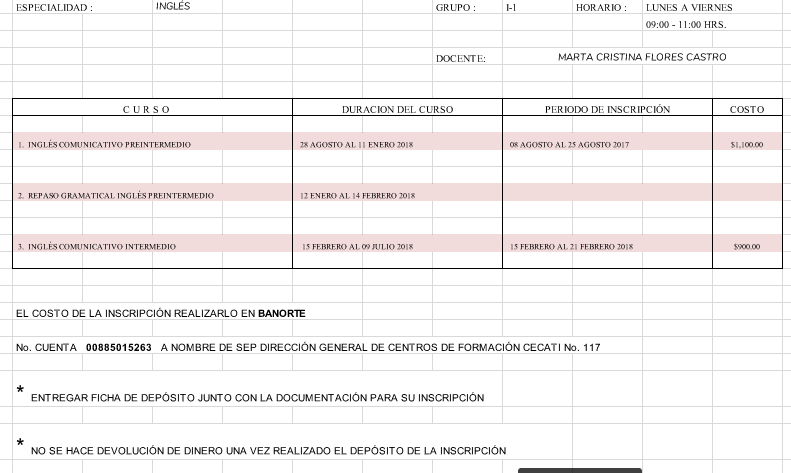 ESPECIALIDAD : INGLÉS GRUPO : I-1 HORARIO : LUNES A VIERNES
09:00 - 11:00 HRS.
DOCENTE: MARTA CRISTINA FLORES CASTRO
C U R S O DURACION DEL CURSO PERIODO DE INSCRIPCIÓN COSTO
1. INGLÉS COMUNICATIVO PREINTERMEDIO 28 AGOSTO AL 11 ENERO 2018 08 AGOSTO AL 25 AGOSTO 2017 $1,100.00
2. REPASO GRAMATICAL INGLÉS PREINTERMEDIO 12 ENERO AL 14 FEBRERO 2018
3. INGLÉS COMUNICATIVO INTERMEDIO 15 FEBRERO AL 09 JULIO 2018 15 FEBRERO AL 21 FEBRERO 2018 $900.00
EL COSTO DE LA INSCRIPCIÓN REALIZARLO EN BANORTE
No. CUENTA 00885015263 A NOMBRE DE SEP DIRECCIÓN GENERAL DE CENTROS DE FORMACIÓN CECATI No. 117
* ENTREGAR FICHA DE DEPÓSITO JUNTO CON LA DOCUMENTACIÓN PARA SU INSCRIPCIÓN
* NO SE HACE DEVOLUCIÓN DE DINERO UNA VEZ REALIZADO EL DEPÓSITO DE LA INSCRIPCIÓN